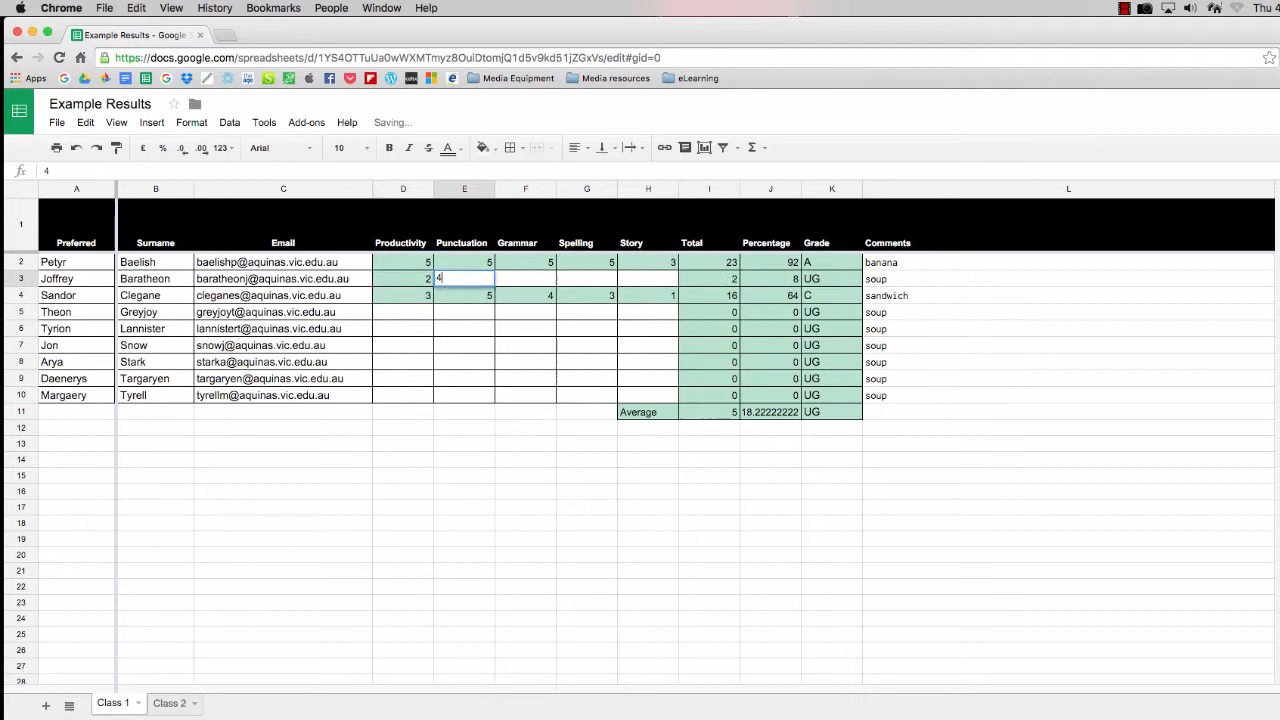 Chrome File Edit View History Bookmarks People Window Help Thu 4
Example Results - Google S
https://docs.google.com/spreadsheets/d/1YS4OTTuUa0wWXMTmyz8OuiDtomjQ1d5v9kd51jZGxVs/edit#gid=0
Apps Media Equipment Media resources eLearning
Example Results
File Edit View Insert Format Data Tools Add-ons Help Saving...
£ % .0 .00 123 Arial 10 B I S A Σ
fx 4
A B C D E F G H I J K L
1 Preferred Surname Email Productivity Punctuation Grammar Spelling Story Total Percentage Grade Comments
2 Petyr Baelish baelishp@aquinas.vic.edu.au 5 5 5 5 3 23 92 A banana
3 Joffrey Baratheon baratheonj@aquinas.vic.edu.au 2 4 2 8 UG soup
4 Sandor Clegane cleganes@aquinas.vic.edu.au 3 5 4 3 1 16 64 C sandwich
5 Theon Greyjoy greyjoyt@aquinas.vic.edu.au 0 0 UG soup
6 Tyrion Lannister lannistert@aquinas.vic.edu.au 0 0 UG soup
7 Jon Snow snowj@aquinas.vic.edu.au 0 0 UG soup
8 Arya Stark starka@aquinas.vic.edu.au 0 0 UG soup
9 Daenerys Targaryen targaryen@aquinas.vic.edu.au 0 0 UG soup
10 Margaery Tyrell tyrellm@aquinas.vic.edu.au 0 0 UG soup
11 Average 5 18.22222222 UG
12
13
14
15
16
17
18
19
20
21
22
23
24
25
26
27
28
Class 1 Class 2